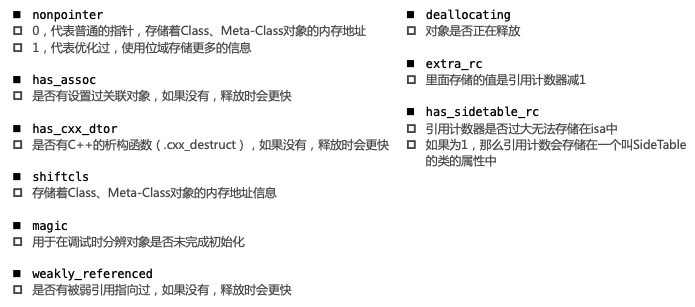 nonpointer
0，代表普通的指针，存储着Class、Meta-Class对象的内存地址
1，代表优化过，使用位域存储更多的信息
has_assoc
是否有设置过关联对象，如果没有，释放时会更快
has_cxx_dtor
是否有C++的析构函数（.cxx_destruct），如果没有，释放时会更快
shiftcls
存储着Class、Meta-Class对象的内存地址信息
magic
用于在调试时分辨对象是否未完成初始化
weakly_referenced
是否有被弱引用指向过，如果没有，释放时会更快
deallocating
对象是否正在释放
extra_rc
里面存储的值是引用计数器减1
has_sidetable_rc
引用计数器是否过大无法存储在isa中
如果为1，那么引用计数会存储在一个叫SideTable
的类的属性中